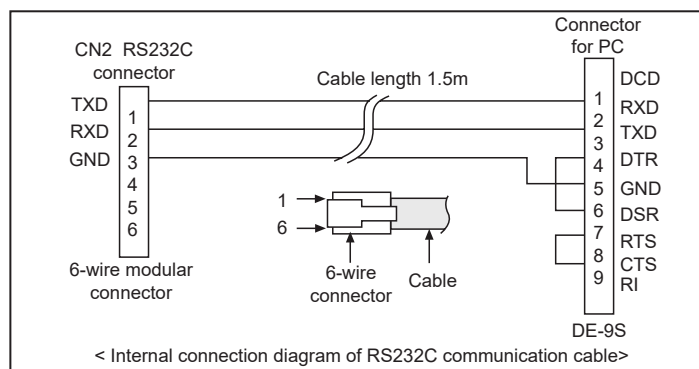 CN2 RS232C
connector
TXD
RXD
GND
1
2
3
4
5
6
6-wire modular
connector
Cable length 1.5m
1
6
6-wire
connector
Cable
Connector
for PC
1
2
3
4
5
6
7
8
9
DCD
RXD
TXD
DTR
GND
DSR
RTS
CTS
RI
DE-9S
< Internal connection diagram of RS232C communication cable>